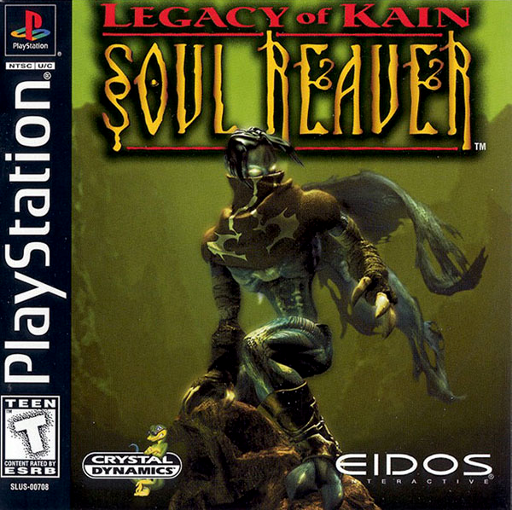 PlayStation
NTSC U/C
PlayStation®
TEEN
T
CONTENT RATED BY
ESRB
SLUS-00708
LEGACY of KAIN
SOUL REAVER
™
CRYSTAL
DYNAMICS™
EIDOS
INTERACTIVE®